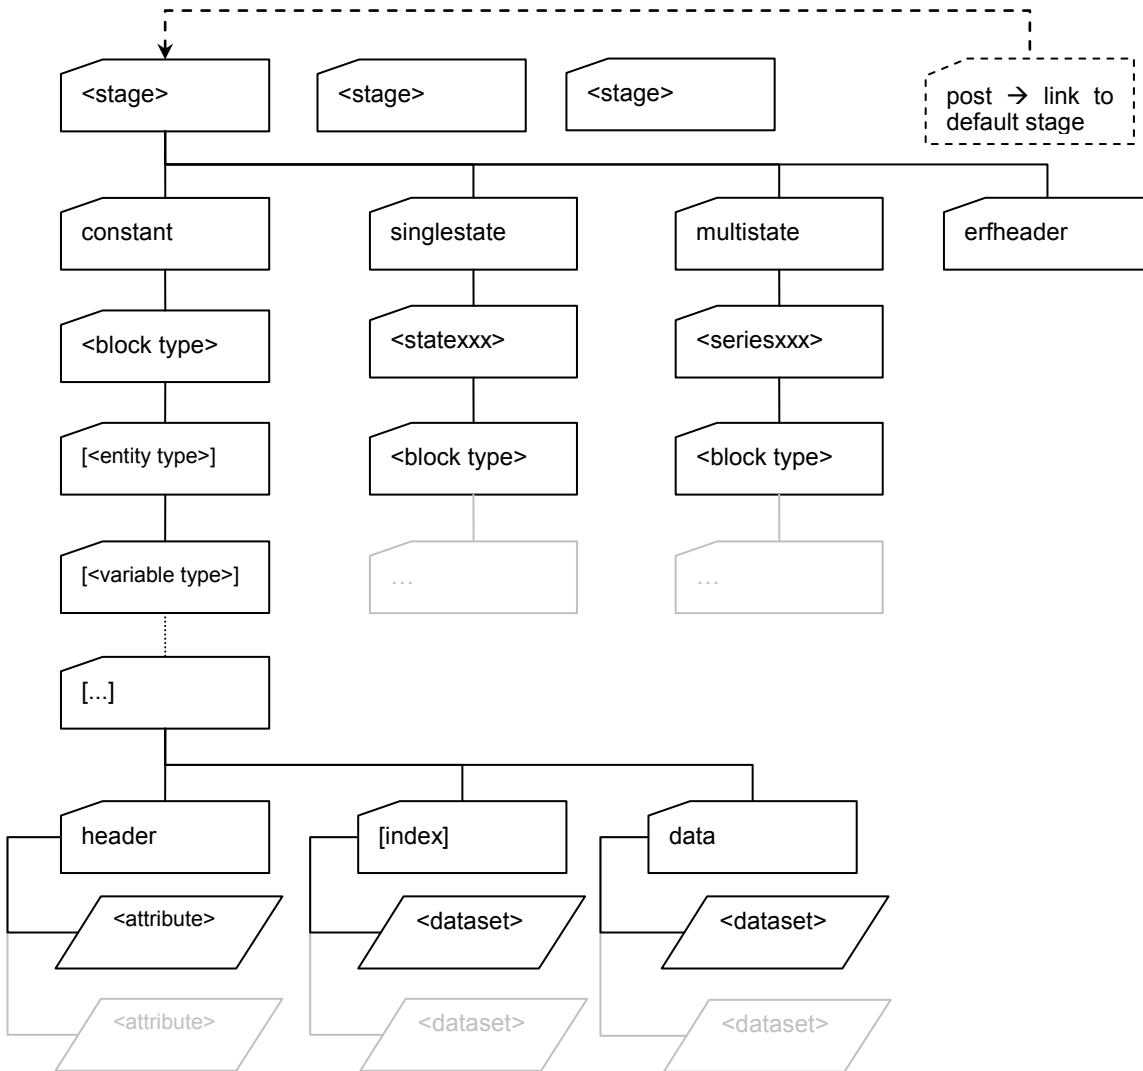 <stage>
<stage>
<stage>
post → link to
default stage
constant
singlestate
multistate
erfheader
<block type>
<statexxx>
<seriesxxx>
[<entity type>]
<block type>
<block type>
[<variable type>]
...
...
[...]
header
[index]
data
<attribute>
<dataset>
<dataset>
<attribute>
<dataset>
<dataset>